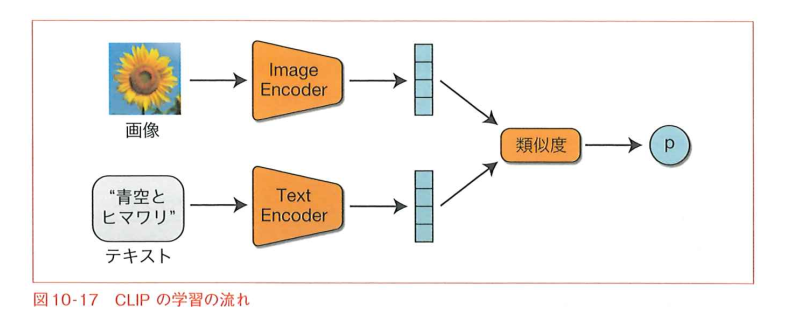 Image
Encoder
画像
類似度
p
“青空と
ヒマワリ”
Text
Encoder
テキスト
図10-17 CLIP の学習の流れ